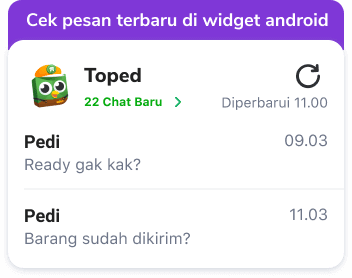 Cek pesan terbaru di widget android
Toped
22 Chat Baru
Diperbarui 11.00
Pedi
09.03
Ready gak kak?
Pedi
11.03
Barang sudah dikirim?